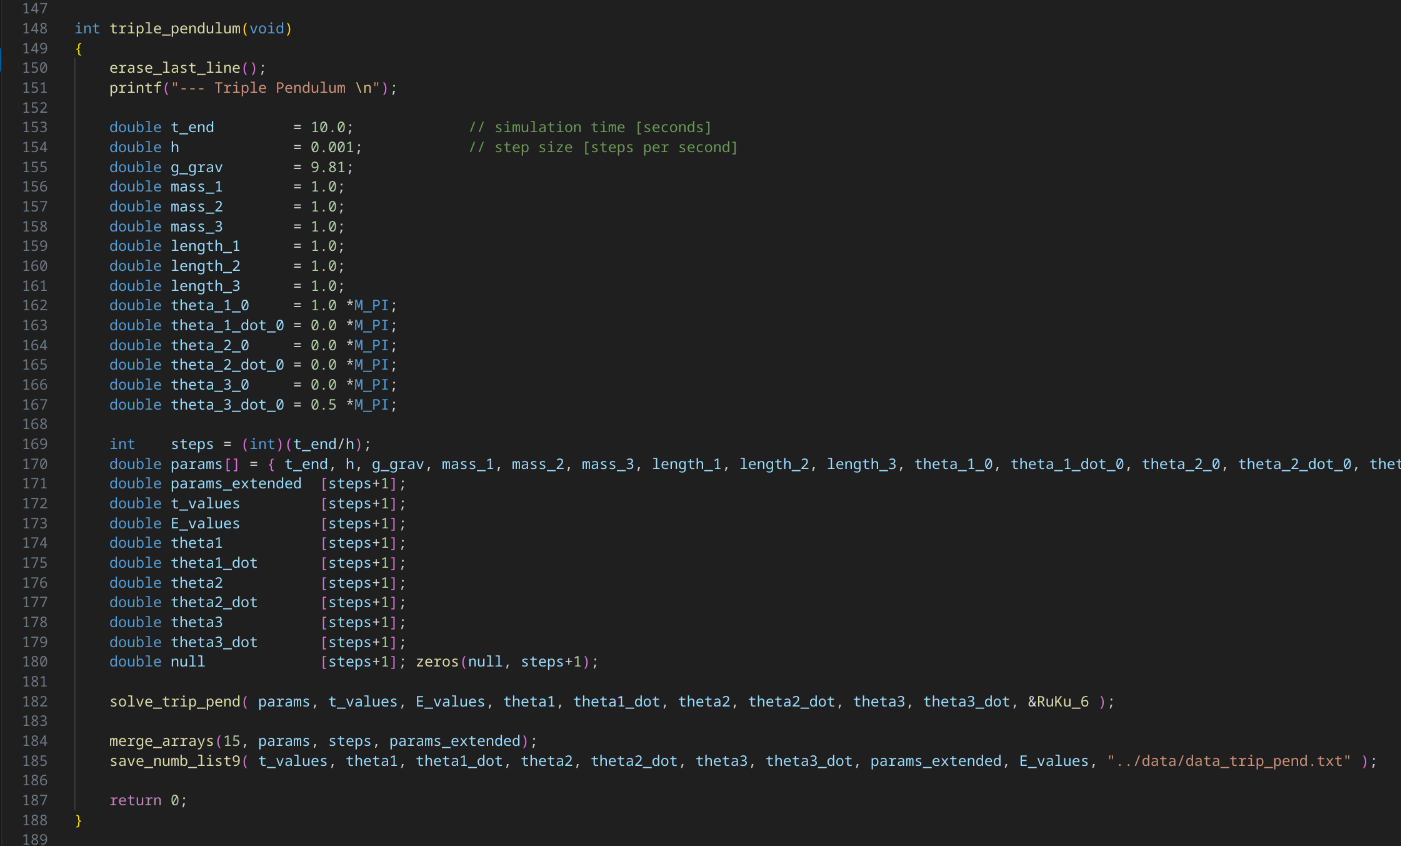 147
148 int triple_pendulum(void)
149 {
150 erase_last_line();
151 printf("--- Triple Pendulum \n");
152
153 double t_end = 10.0; // simulation time [seconds]
154 double h = 0.001; // step size [steps per second]
155 double g_grav = 9.81;
156 double mass_1 = 1.0;
157 double mass_2 = 1.0;
158 double mass_3 = 1.0;
159 double length_1 = 1.0;
160 double length_2 = 1.0;
161 double length_3 = 1.0;
162 double theta_1_0 = 1.0 *M_PI;
163 double theta_1_dot_0 = 0.0 *M_PI;
164 double theta_2_0 = 0.0 *M_PI;
165 double theta_2_dot_0 = 0.0 *M_PI;
166 double theta_3_0 = 0.0 *M_PI;
167 double theta_3_dot_0 = 0.5 *M_PI;
168
169 int steps = (int)(t_end/h);
170 double params[] = { t_end, h, g_grav, mass_1, mass_2, mass_3, length_1, length_2, length_3, theta_1_0, theta_1_dot_0, theta_2_0, theta_2_dot_0, thet
171 double params_extended [steps+1];
172 double t_values [steps+1];
173 double E_values [steps+1];
174 double theta1 [steps+1];
175 double theta1_dot [steps+1];
176 double theta2 [steps+1];
177 double theta2_dot [steps+1];
178 double theta3 [steps+1];
179 double theta3_dot [steps+1];
180 double null [steps+1]; zeros(null, steps+1);
181
182 solve_trip_pend( params, t_values, E_values, theta1, theta1_dot, theta2, theta2_dot, theta3, theta3_dot, &RuKu_6 );
183
184 merge_arrays(15, params, steps, params_extended);
185 save_numb_list9( t_values, theta1, theta1_dot, theta2, theta2_dot, theta3, theta3_dot, params_extended, E_values, "../data/data_trip_pend.txt" );
186
187 return 0;
188 }
189